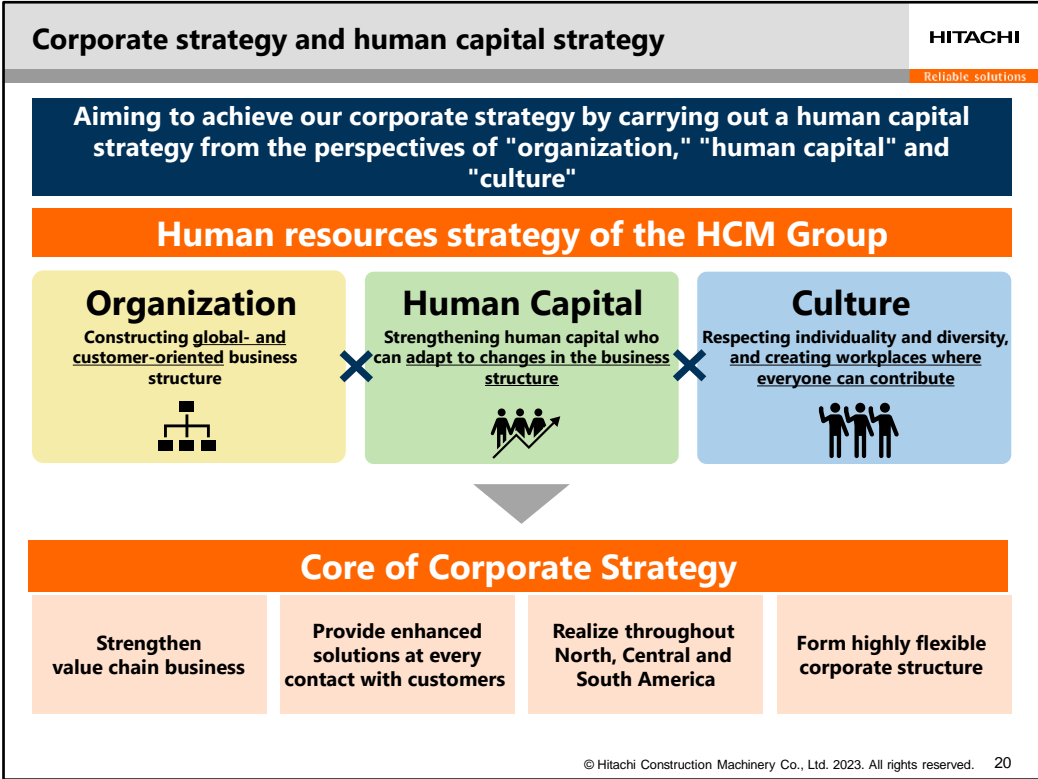 Corporate strategy and human capital strategy
HITACHI
Reliable solutions
Aiming to achieve our corporate strategy by carrying out a human capital
strategy from the perspectives of "organization," "human capital" and
"culture"
Human resources strategy of the HCM Group
Organization
Constructing global- and
customer-oriented business
structure
Human Capital
Strengthening human capital who
can adapt to changes in the business
structure
Culture
Respecting individuality and diversity,
and creating workplaces where
everyone can contribute
Core of Corporate Strategy
Strengthen
value chain business
Provide enhanced
solutions at every
contact with customers
Realize throughout
North, Central and
South America
Form highly flexible
corporate structure
© Hitachi Construction Machinery Co., Ltd. 2023. All rights reserved. 20